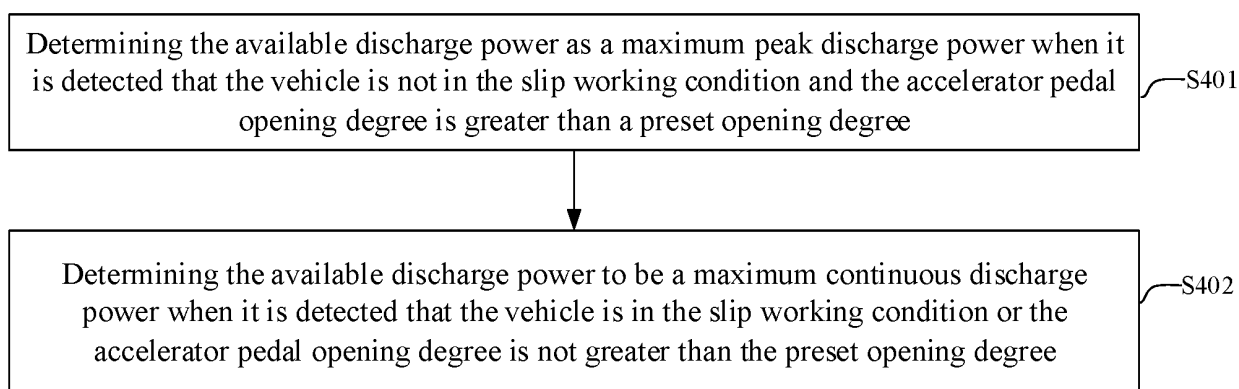 Determining the available discharge power as a maximum peak discharge power when it
is detected that the vehicle is not in the slip working condition and the accelerator pedal
opening degree is greater than a preset opening degree
S401
Determining the available discharge power to be a maximum continuous discharge
power when it is detected that the vehicle is in the slip working condition or the
accelerator pedal opening degree is not greater than the preset opening degree
S402